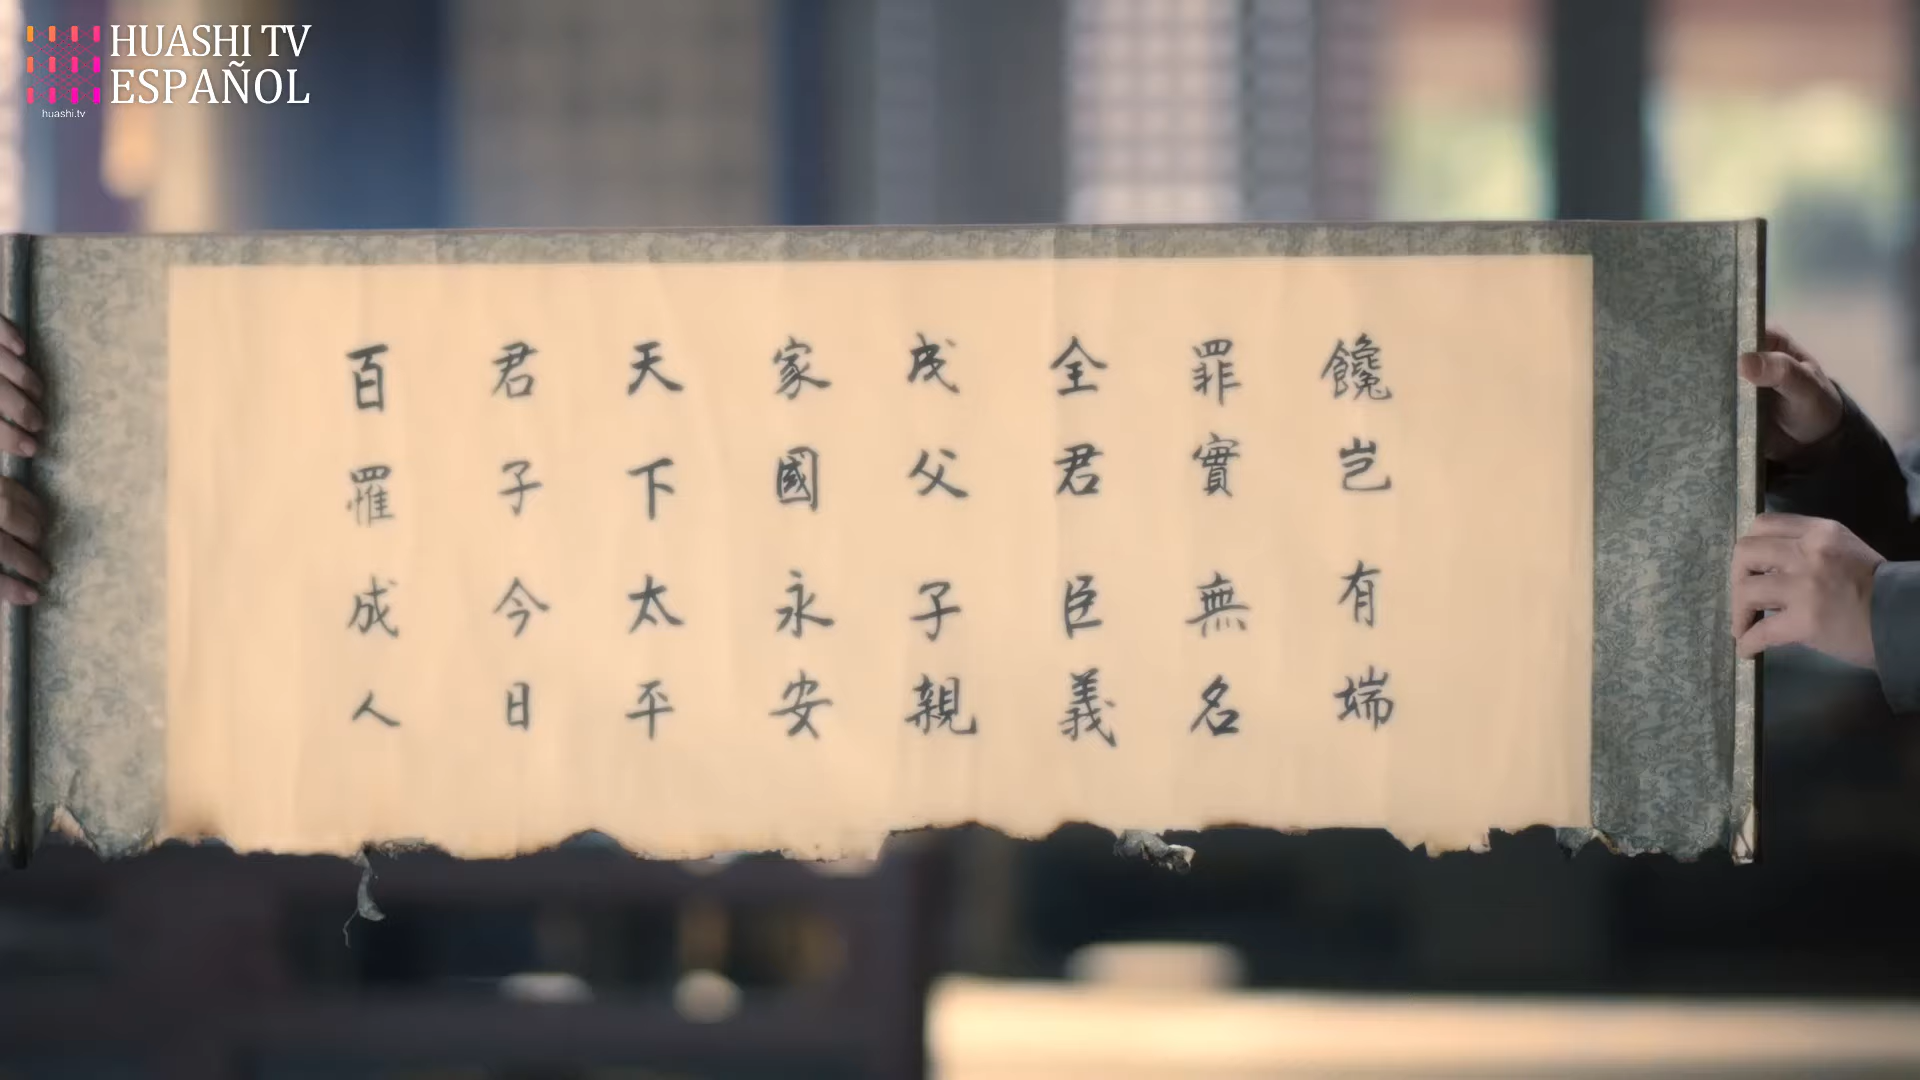 HUASHI TV
ESPAÑOL
huashi.tv
饞岂有端
罪實無名
全君臣義
成父子親
家國永安
天下太平
君子今日
百罹成人